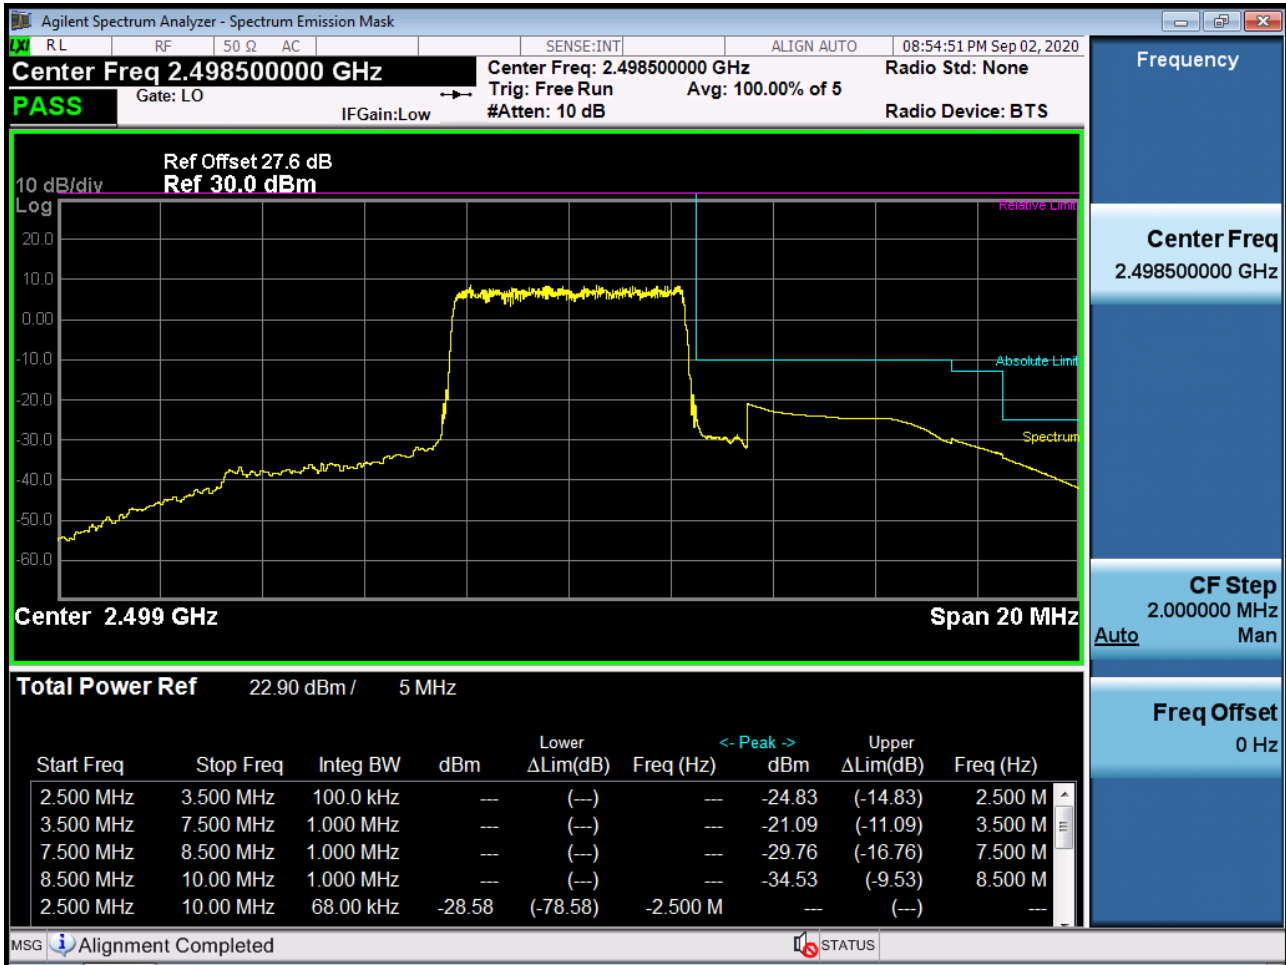 Agilent Spectrum Analyzer - Spectrum Emission Mask
LXI RL RF 50 Ω AC SENSE:INT ALIGN AUTO 08:54:51 PM Sep 02, 2020
Center Freq 2.498500000 GHz
Center Freq: 2.498500000 GHz Radio Std: None
PASS Gate: LO Trig: Free Run Avg: 100.00% of 5
IFGain:Low #Atten: 10 dB Radio Device: BTS
Ref Offset 27.6 dB
10 dB/div Ref 30.0 dBm
Log
Relative Limit
20.0
10.0
0.00
-10.0
Absolute Limit
-20.0
-30.0
Spectrum
-40.0
-50.0
-60.0
Center 2.499 GHz Span 20 MHz
Total Power Ref 22.90 dBm / 5 MHz
Lower <- Peak -> Upper
Start Freq Stop Freq Integ BW dBm ΔLim(dB) Freq (Hz) dBm ΔLim(dB) Freq (Hz)
2.500 MHz 3.500 MHz 100.0 kHz --- (---) --- -24.83 (-14.83) 2.500 M
3.500 MHz 7.500 MHz 1.000 MHz --- (---) --- -21.09 (-11.09) 3.500 M
7.500 MHz 8.500 MHz 1.000 MHz --- (---) --- -29.76 (-16.76) 7.500 M
8.500 MHz 10.00 MHz 1.000 MHz --- (---) --- -34.53 (-9.53) 8.500 M
2.500 MHz 10.00 MHz 68.00 kHz -28.58 (-78.58) -2.500 M --- (---) ---
MSG Alignment Completed STATUS
Frequency
Center Freq
2.498500000 GHz
CF Step
2.000000 MHz
Auto Man
Freq Offset
0 Hz